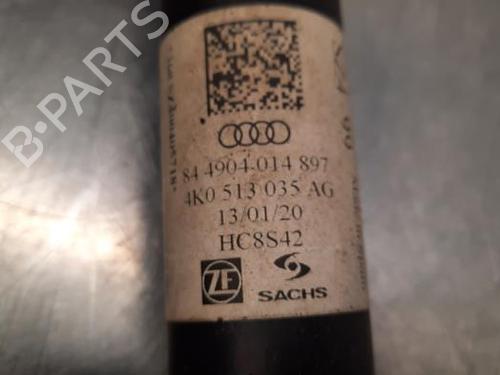 B-PARTS
84 4904-014 897
4K0 513 035 AG
13/01/20
HC8S42
ZF
SACHS